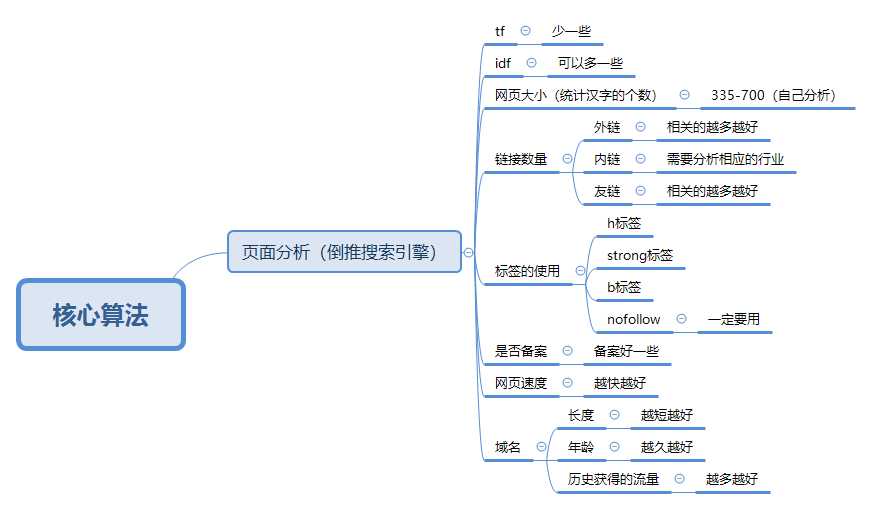 核心算法
页面分析（倒推搜索引擎）
tf
少一些
idf
可以多一些
网页大小（统计汉字的个数）
335-700（自己分析）
链接数量
外链
相关的越多越好
内链
需要分析相应的行业
友链
相关的越多越好
标签的使用
h标签
strong标签
b标签
nofollow
一定要用
是否备案
备案好一些
网页速度
越快越好
域名
长度
越短越好
年龄
越久越好
历史获得的流量
越多越好